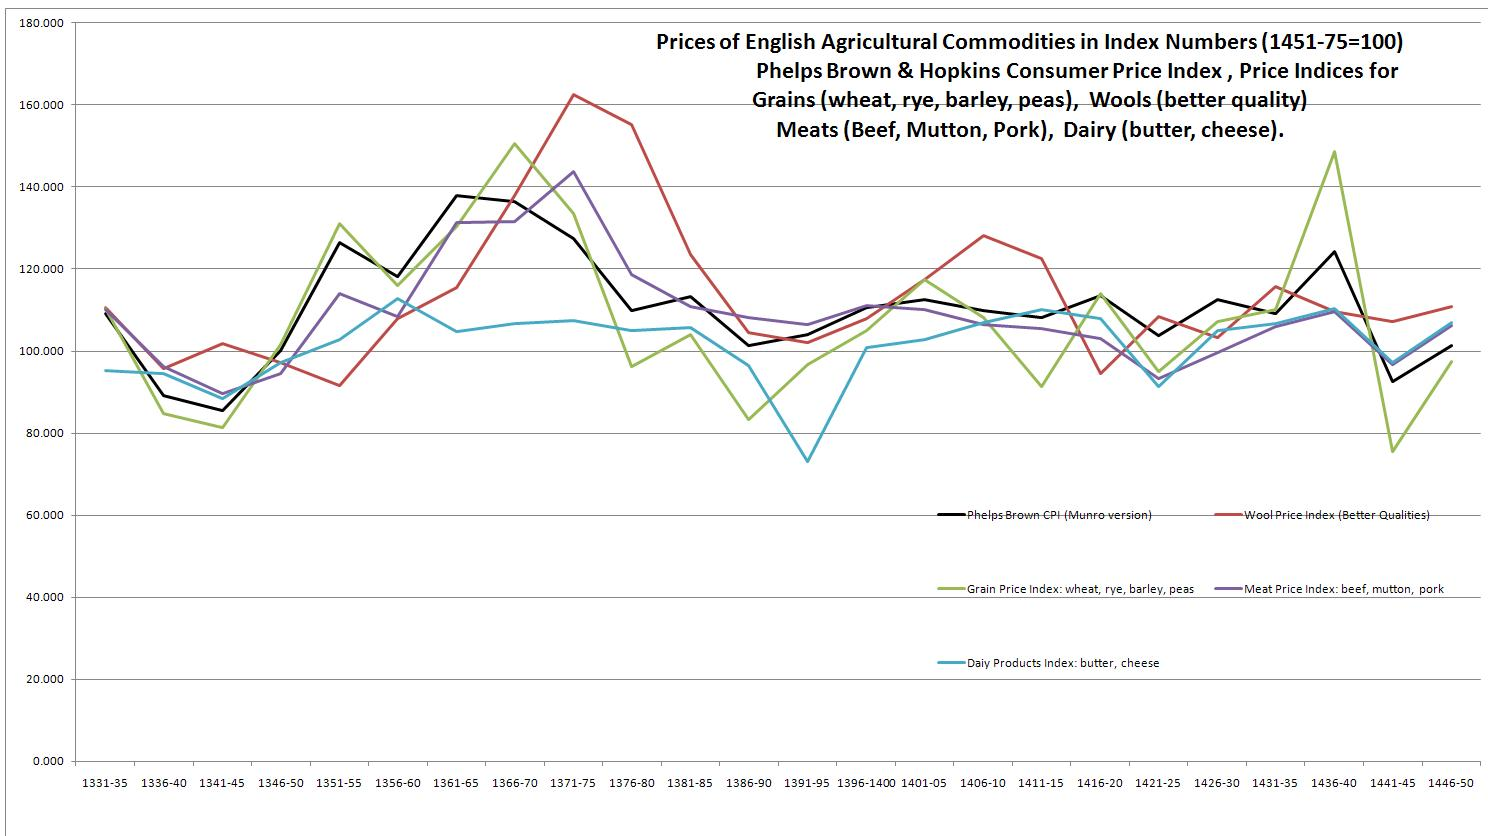 Prices of English Agricultural Commodities in Index Numbers (1451-75=100)
Phelps Brown & Hopkins Consumer Price Index , Price Indices for
Grains (wheat, rye, barley, peas), Wools (better quality)
Meats (Beef, Mutton, Pork), Dairy (butter, cheese).
180.000
160.000
140.000
120.000
100.000
80.000
60.000
40.000
20.000
0.000
Phelps Brown CPI (Munro version)
Wool Price Index (Better Qualities)
Grain Price Index: wheat, rye, barley, peas
Meat Price Index: beef, mutton, pork
Daiy Products Index: butter, cheese
1331-35 1336-40 1341-45 1346-50 1351-55 1356-60 1361-65 1366-70 1371-75 1376-80 1381-85 1386-90 1391-95 1396-1400 1401-05 1406-10 1411-15 1416-20 1421-25 1426-30 1431-35 1436-40 1441-45 1446-50